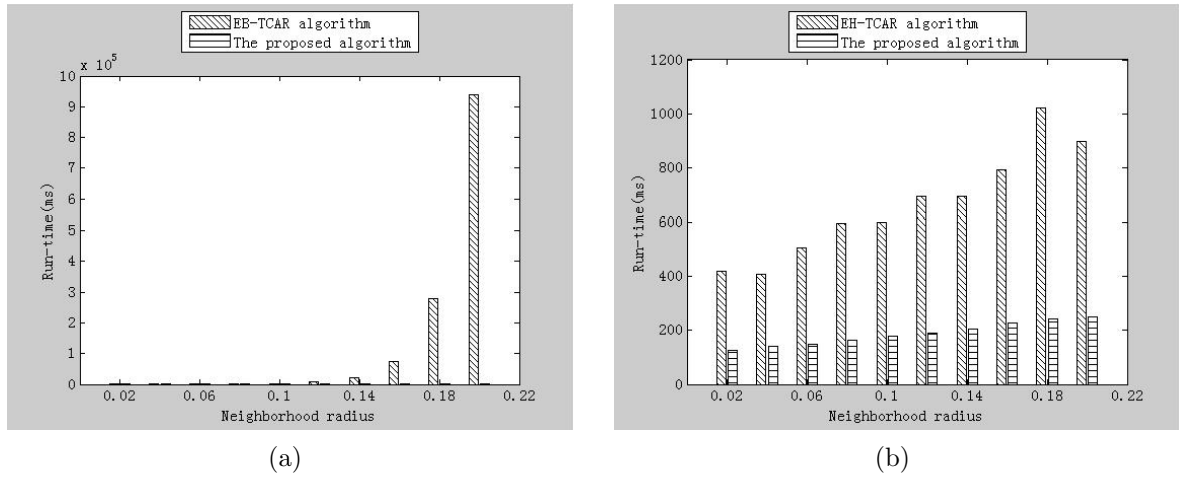 EB-TCAR algorithm
The proposed algorithm
x 10^5
10
9
8
7
6
5
4
3
2
1
0
Run-time(ms)
0.02 0.06 0.1 0.14 0.18 0.22
Neighborhood radius
(a)
EH-TCAR algorithm
The proposed algorithm
1200
1000
800
600
400
200
0
Run-time(ms)
0.02 0.06 0.1 0.14 0.18 0.22
Neighborhood radius
(b)